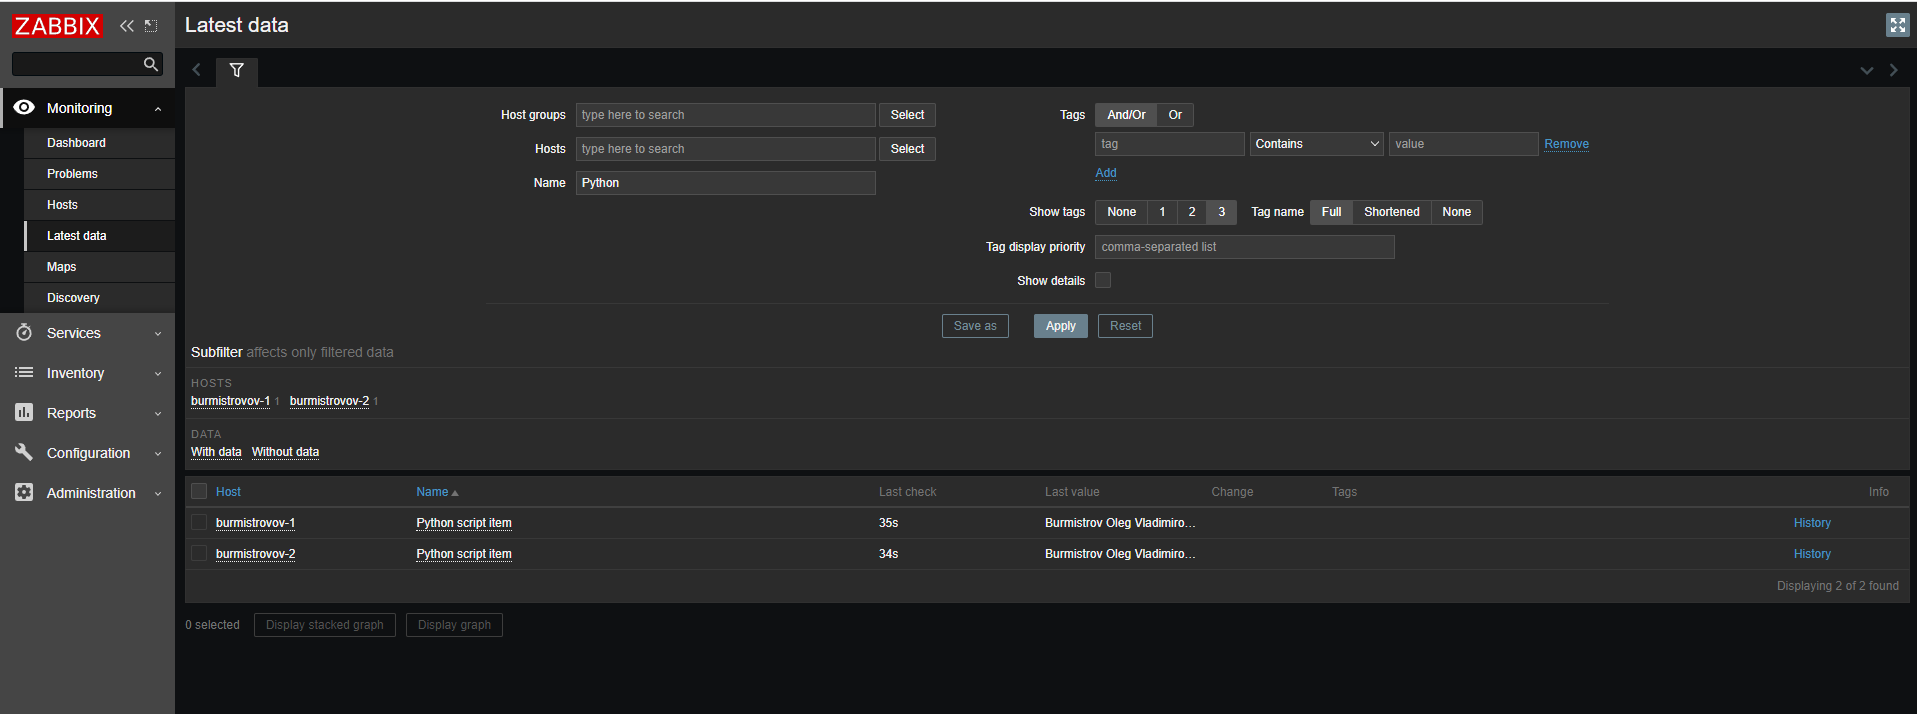 ZABBIX
Latest data
Monitoring
Dashboard
Problems
Hosts
Latest data
Maps
Discovery
Services
Inventory
Reports
Configuration
Administration
Host groups type here to search Select
Hosts type here to search Select
Name Python
Tags And/Or Or
tag Contains value Remove
Add
Show tags None 1 2 3 Tag name Full Shortened None
Tag display priority comma-separated list
Show details
Save as Apply Reset
Subfilter affects only filtered data
HOSTS
burmistrovov-1 1 burmistrovov-2 1
DATA
With data Without data
Host Name Last check Last value Change Tags Info
burmistrovov-1 Python script item 35s Burmistrov Oleg Vladimiro... History
burmistrovov-2 Python script item 34s Burmistrov Oleg Vladimiro... History
Displaying 2 of 2 found
0 selected Display stacked graph Display graph